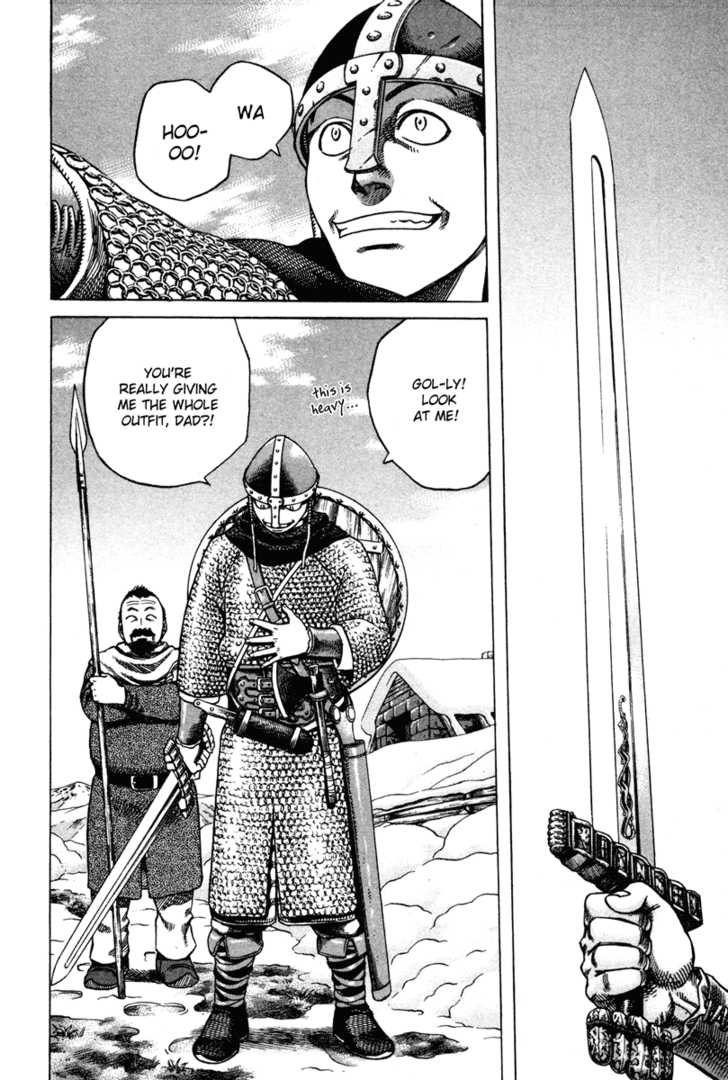 WA
HOO-
OO!
GOL-LY!
LOOK
AT ME!
this is
heavy...
YOU'RE
REALLY GIVING
ME THE WHOLE
OUTFIT, DAD?!